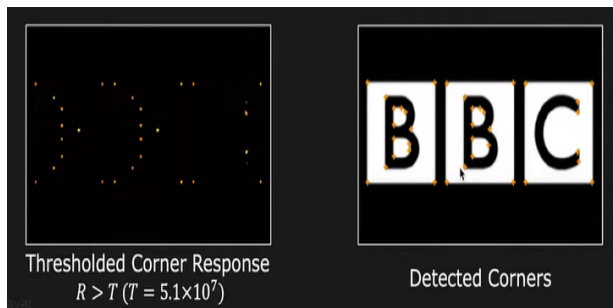 B B C
Thresholded Corner Response
R > T (T = 5.1×10⁷)
Detected Corners